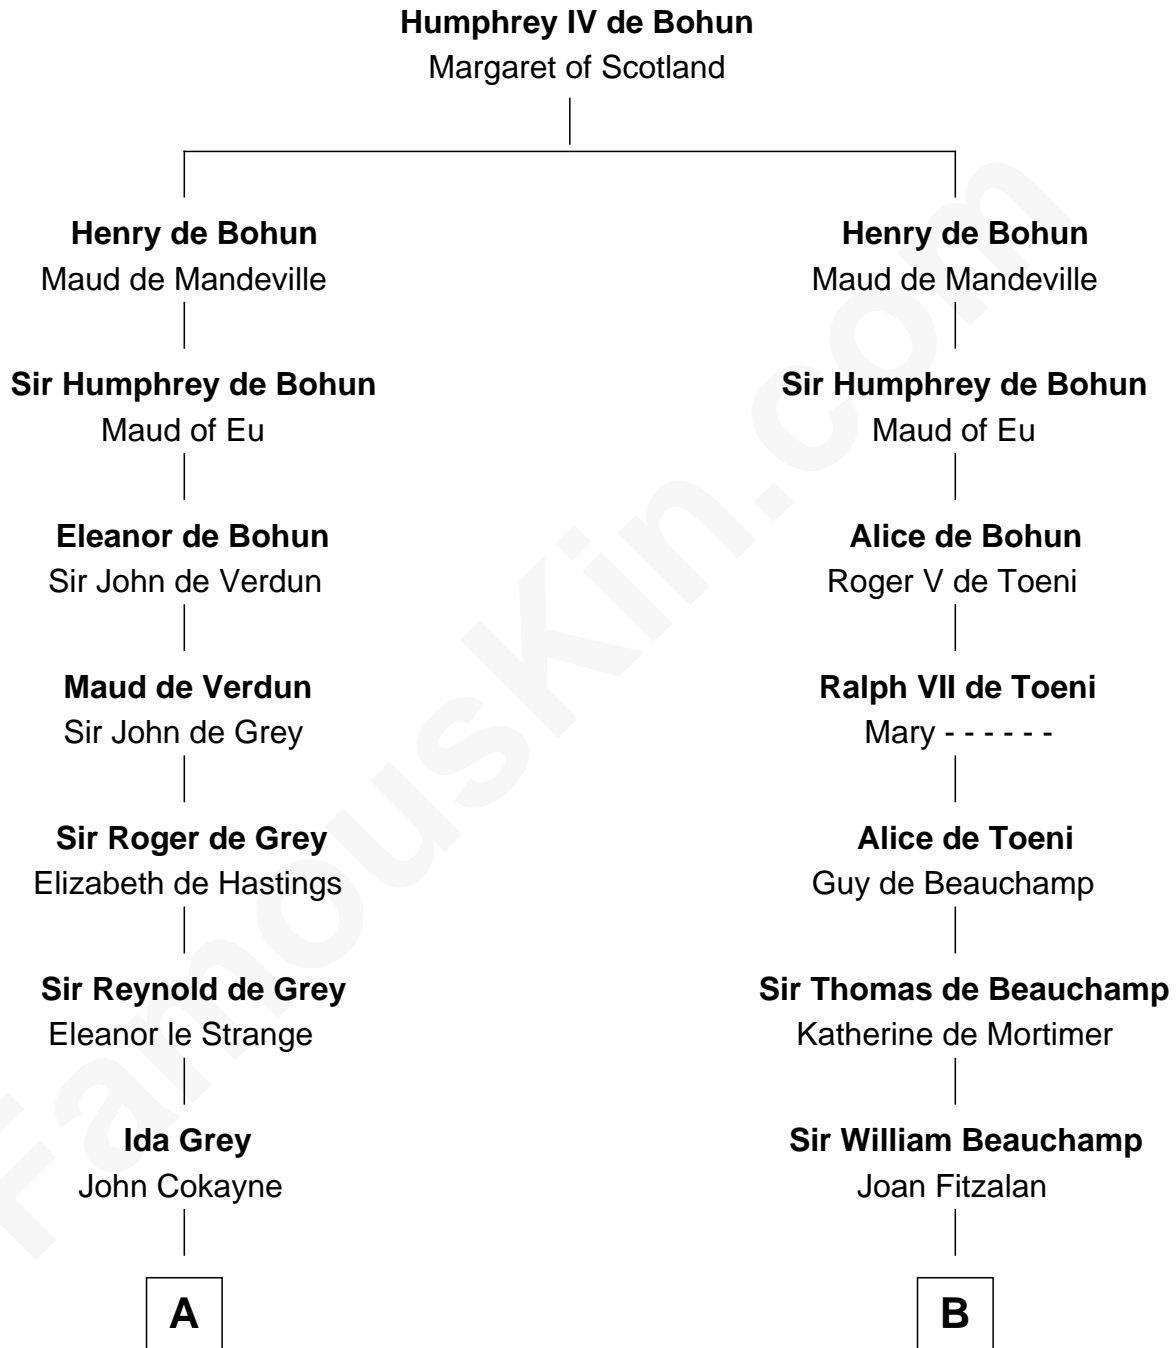 Humphrey IV de Bohun
Margaret of Scotland
Henry de Bohun
Maud de Mandeville
Henry de Bohun
Maud de Mandeville
Sir Humphrey de Bohun
Maud of Eu
Sir Humphrey de Bohun
Maud of Eu
Eleanor de Bohun
Sir John de Verdun
Alice de Bohun
Roger V de Toeni
Maud de Verdun
Sir John de Grey
Ralph VII de Toeni
Mary - - - - - -
Sir Roger de Grey
Elizabeth de Hastings
Alice de Toeni
Guy de Beauchamp
Sir Reynold de Grey
Eleanor le Strange
Sir Thomas de Beauchamp
Katherine de Mortimer
Ida Grey
John Cokayne
Sir William Beauchamp
Joan Fitzalan
A
B
FamousKin.com